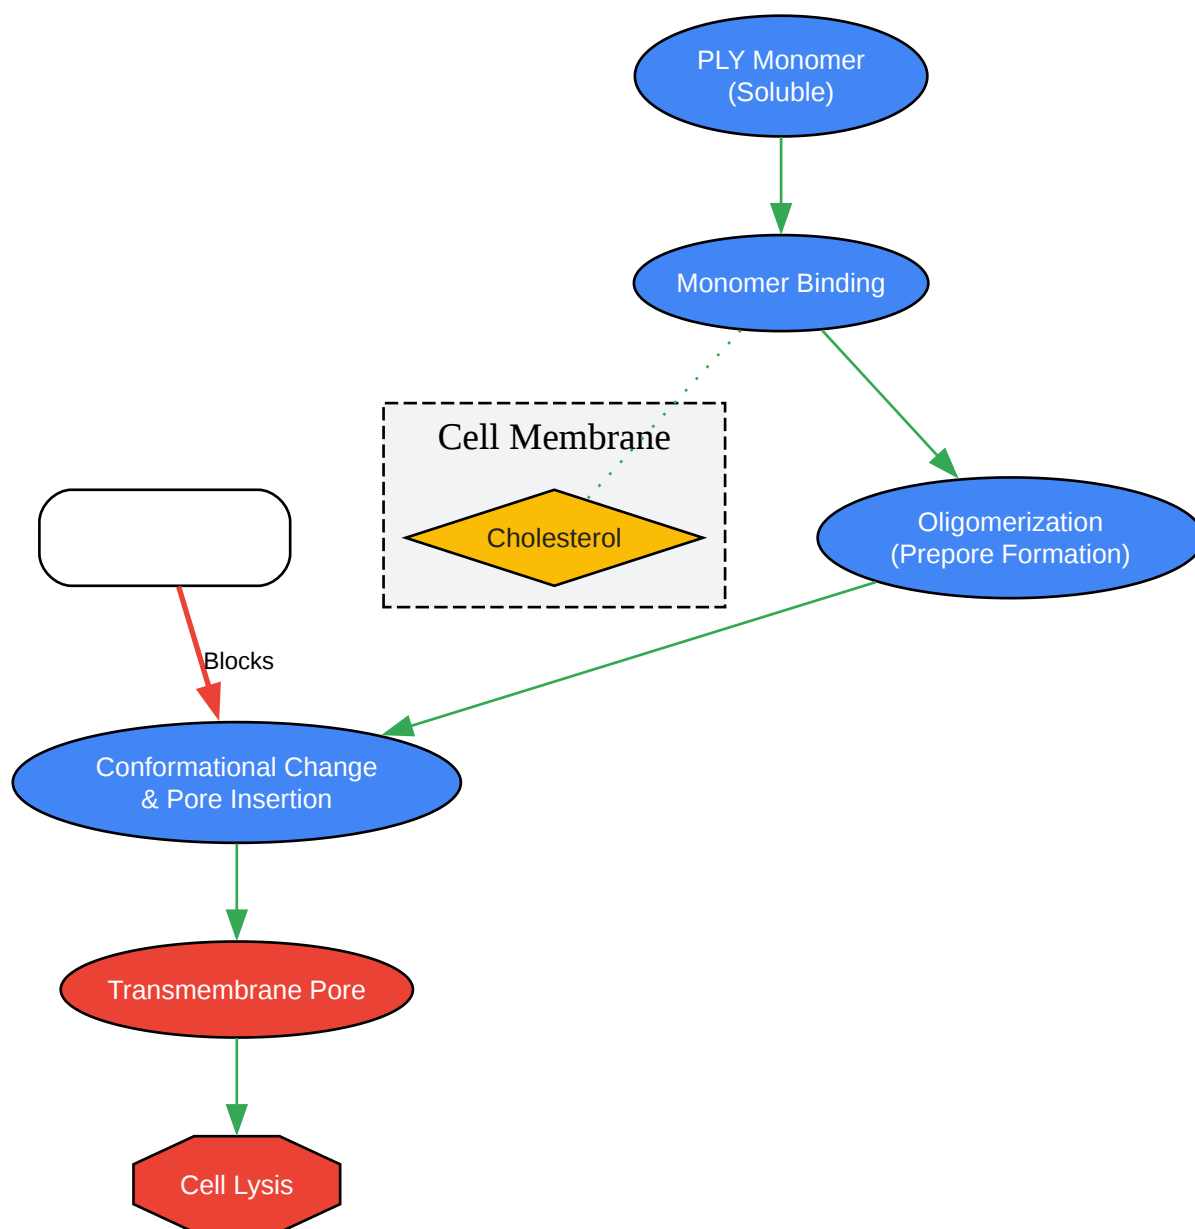 PLY Monomer
(Soluble)
Monomer Binding
Cell Membrane
Cholesterol
Oligomerization
(Prepore Formation)
Blocks
Conformational Change
& Pore Insertion
Transmembrane Pore
Cell Lysis